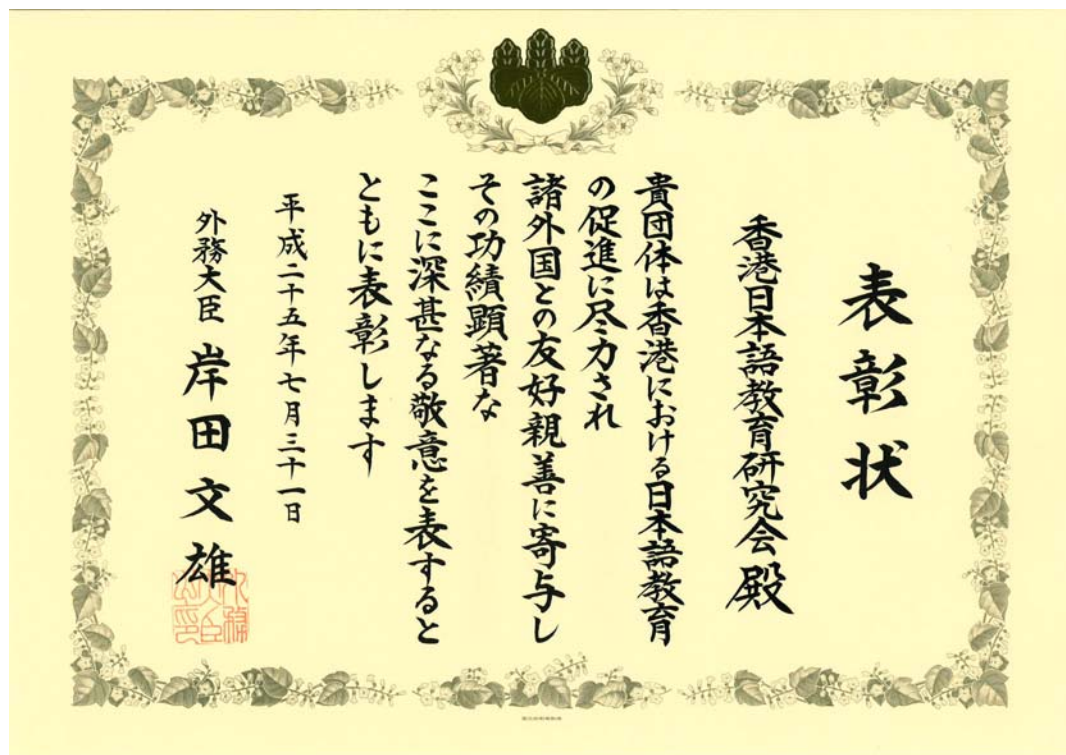 表彰状
香港日本語教育研究会殿
貴団体は香港における日本語教育
の促進に尽力され
諸外国との友好親善に寄与し
その功績顕著な
ここに深甚なる敬意を表すると
ともに表彰します
平成二十五年七月三十一日
外務大臣 岸田文雄